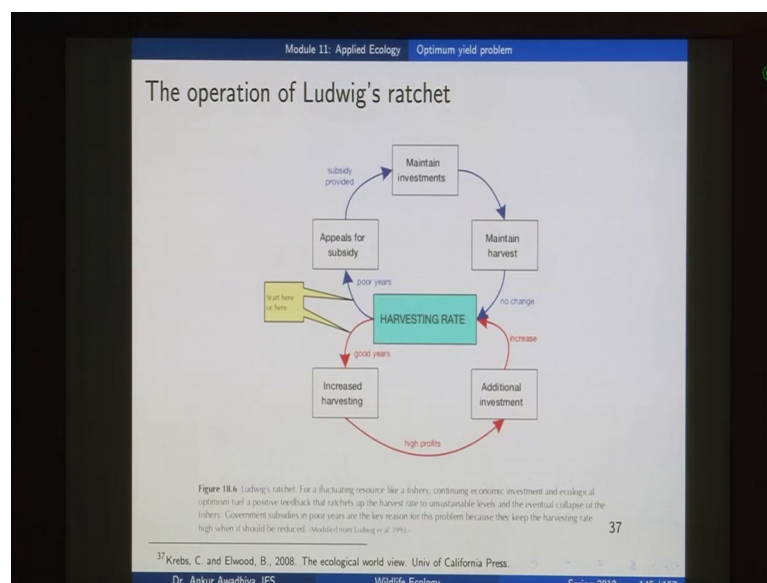 Module 11: Applied Ecology Optimum yield problem
The operation of Ludwig's ratchet
Maintain
investments
subsidy
provided
Appeals for
subsidy
Maintain
harvest
poor years
no change
Start here
or here
HARVESTING RATE
increase
good years
Increased
harvesting
Additional
investment
high profits
Figure 18.6 Ludwig's ratchet. For a fluctuating resource like a fishery, continuing economic investment and ecological
optimism fuel a positive feedback that ratchets up the harvest rate to unsustainable levels and the eventual collapse of the
fishery. Government subsidies in poor years are the key reason for this problem because they keep the harvesting rate
high when it should be reduced. (Modified from Ludwig et al. 1993.)
37
37 Krebs, C. and Elwood, B., 2008. The ecological world view. Univ of California Press.
Dr. Ankur Awadhiya, IFS Wildlife Ecology